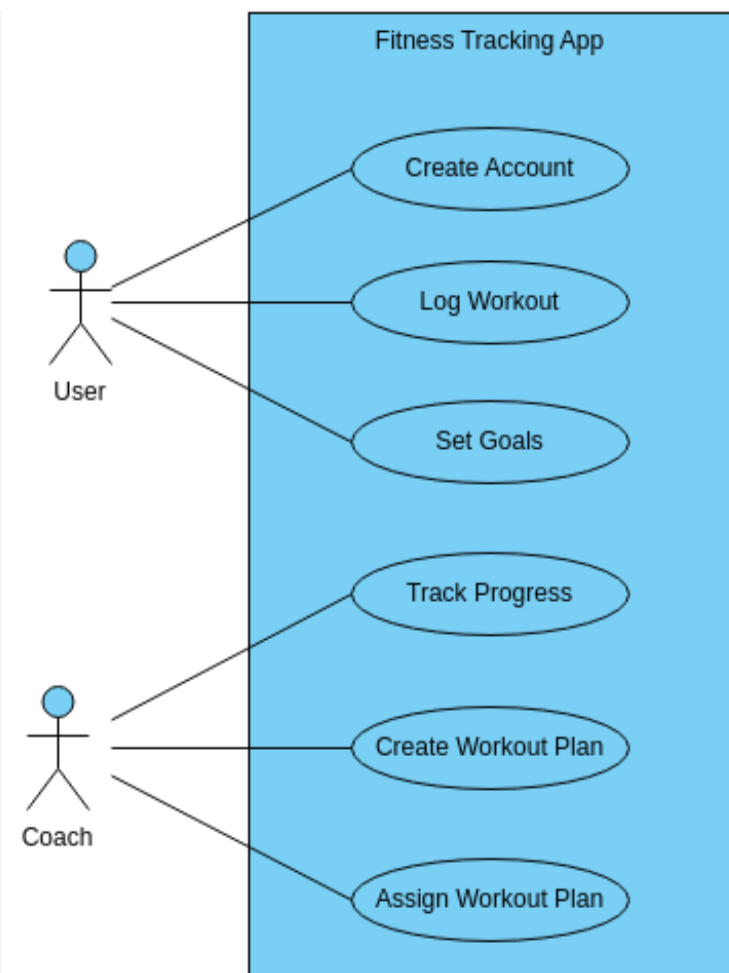 Fitness Tracking App
Create Account
Log Workout
User
Set Goals
Track Progress
Create Workout Plan
Coach
Assign Workout Plan